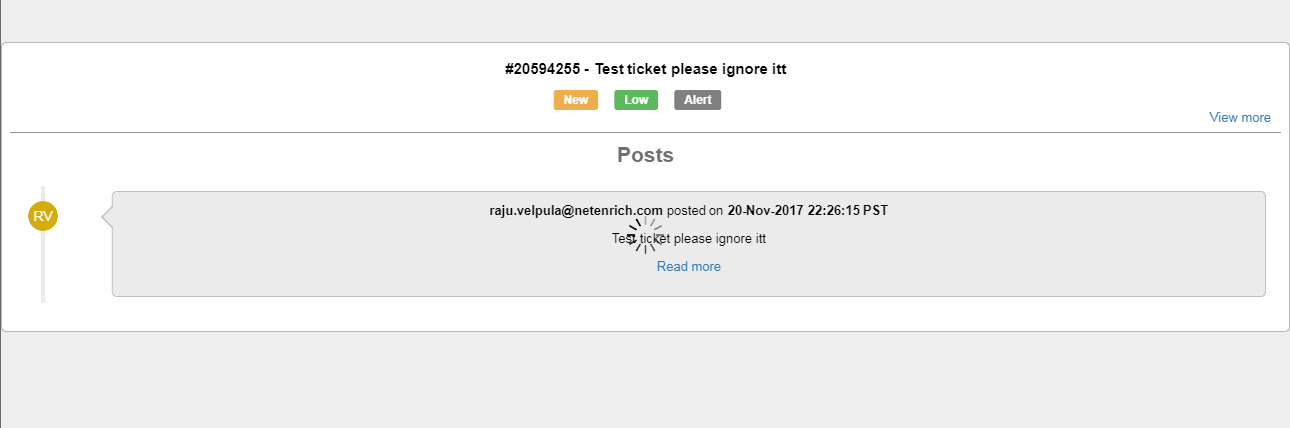 #20594255 - Test ticket please ignore itt
New Low Alert
View more
Posts
RV
raju.velpula@netenrich.com posted on 20-Nov-2017 22:26:15 PST
Test ticket please ignore itt
Read more